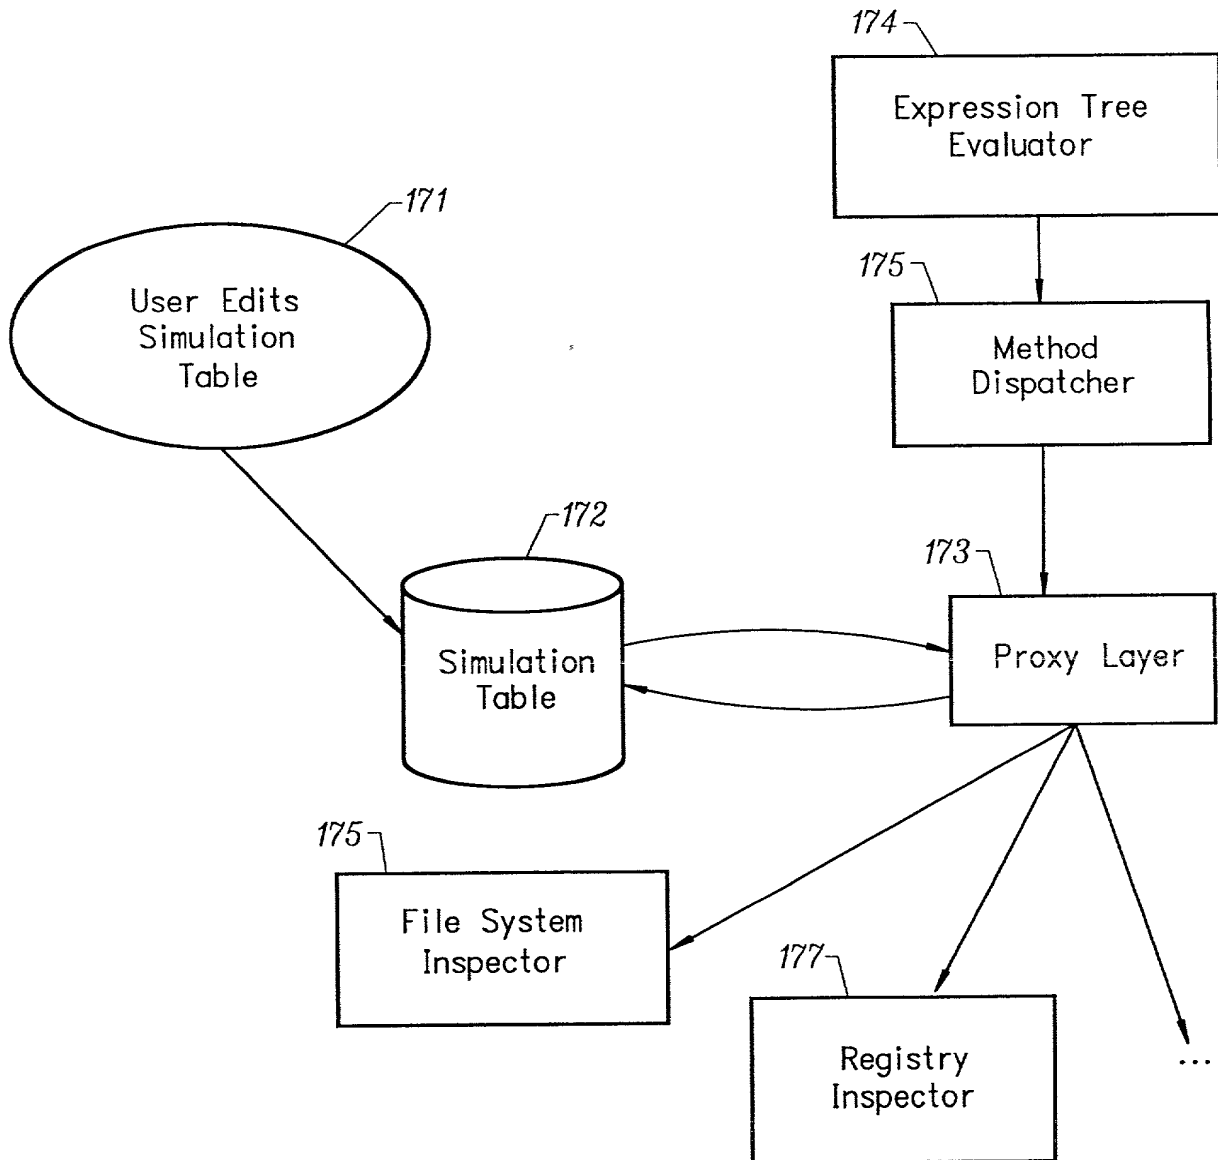 174
Expression Tree
Evaluator
171
User Edits
Simulation
Table
175
Method
Dispatcher
172
Simulation
Table
173
Proxy Layer
175
File System
Inspector
177
Registry
Inspector
...